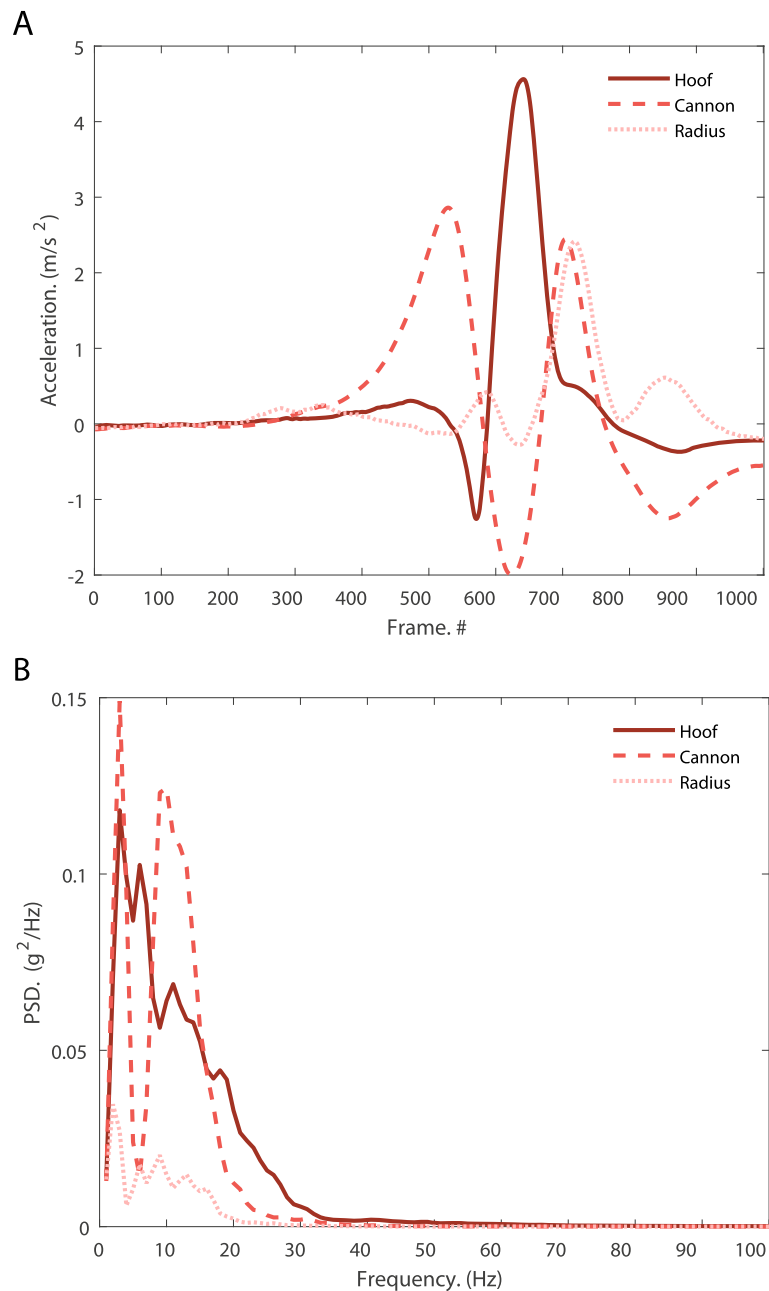 A
5
4
3
2
1
0
-1
-2
Acceleration. (m/s ²)
Hoof
Cannon
Radius
0 100 200 300 400 500 600 700 800 900 1000
Frame. #
B
0.15
0.1
0.05
0
PSD. (g²/Hz)
Hoof
Cannon
Radius
0 10 20 30 40 50 60 70 80 90 100
Frequency. (Hz)